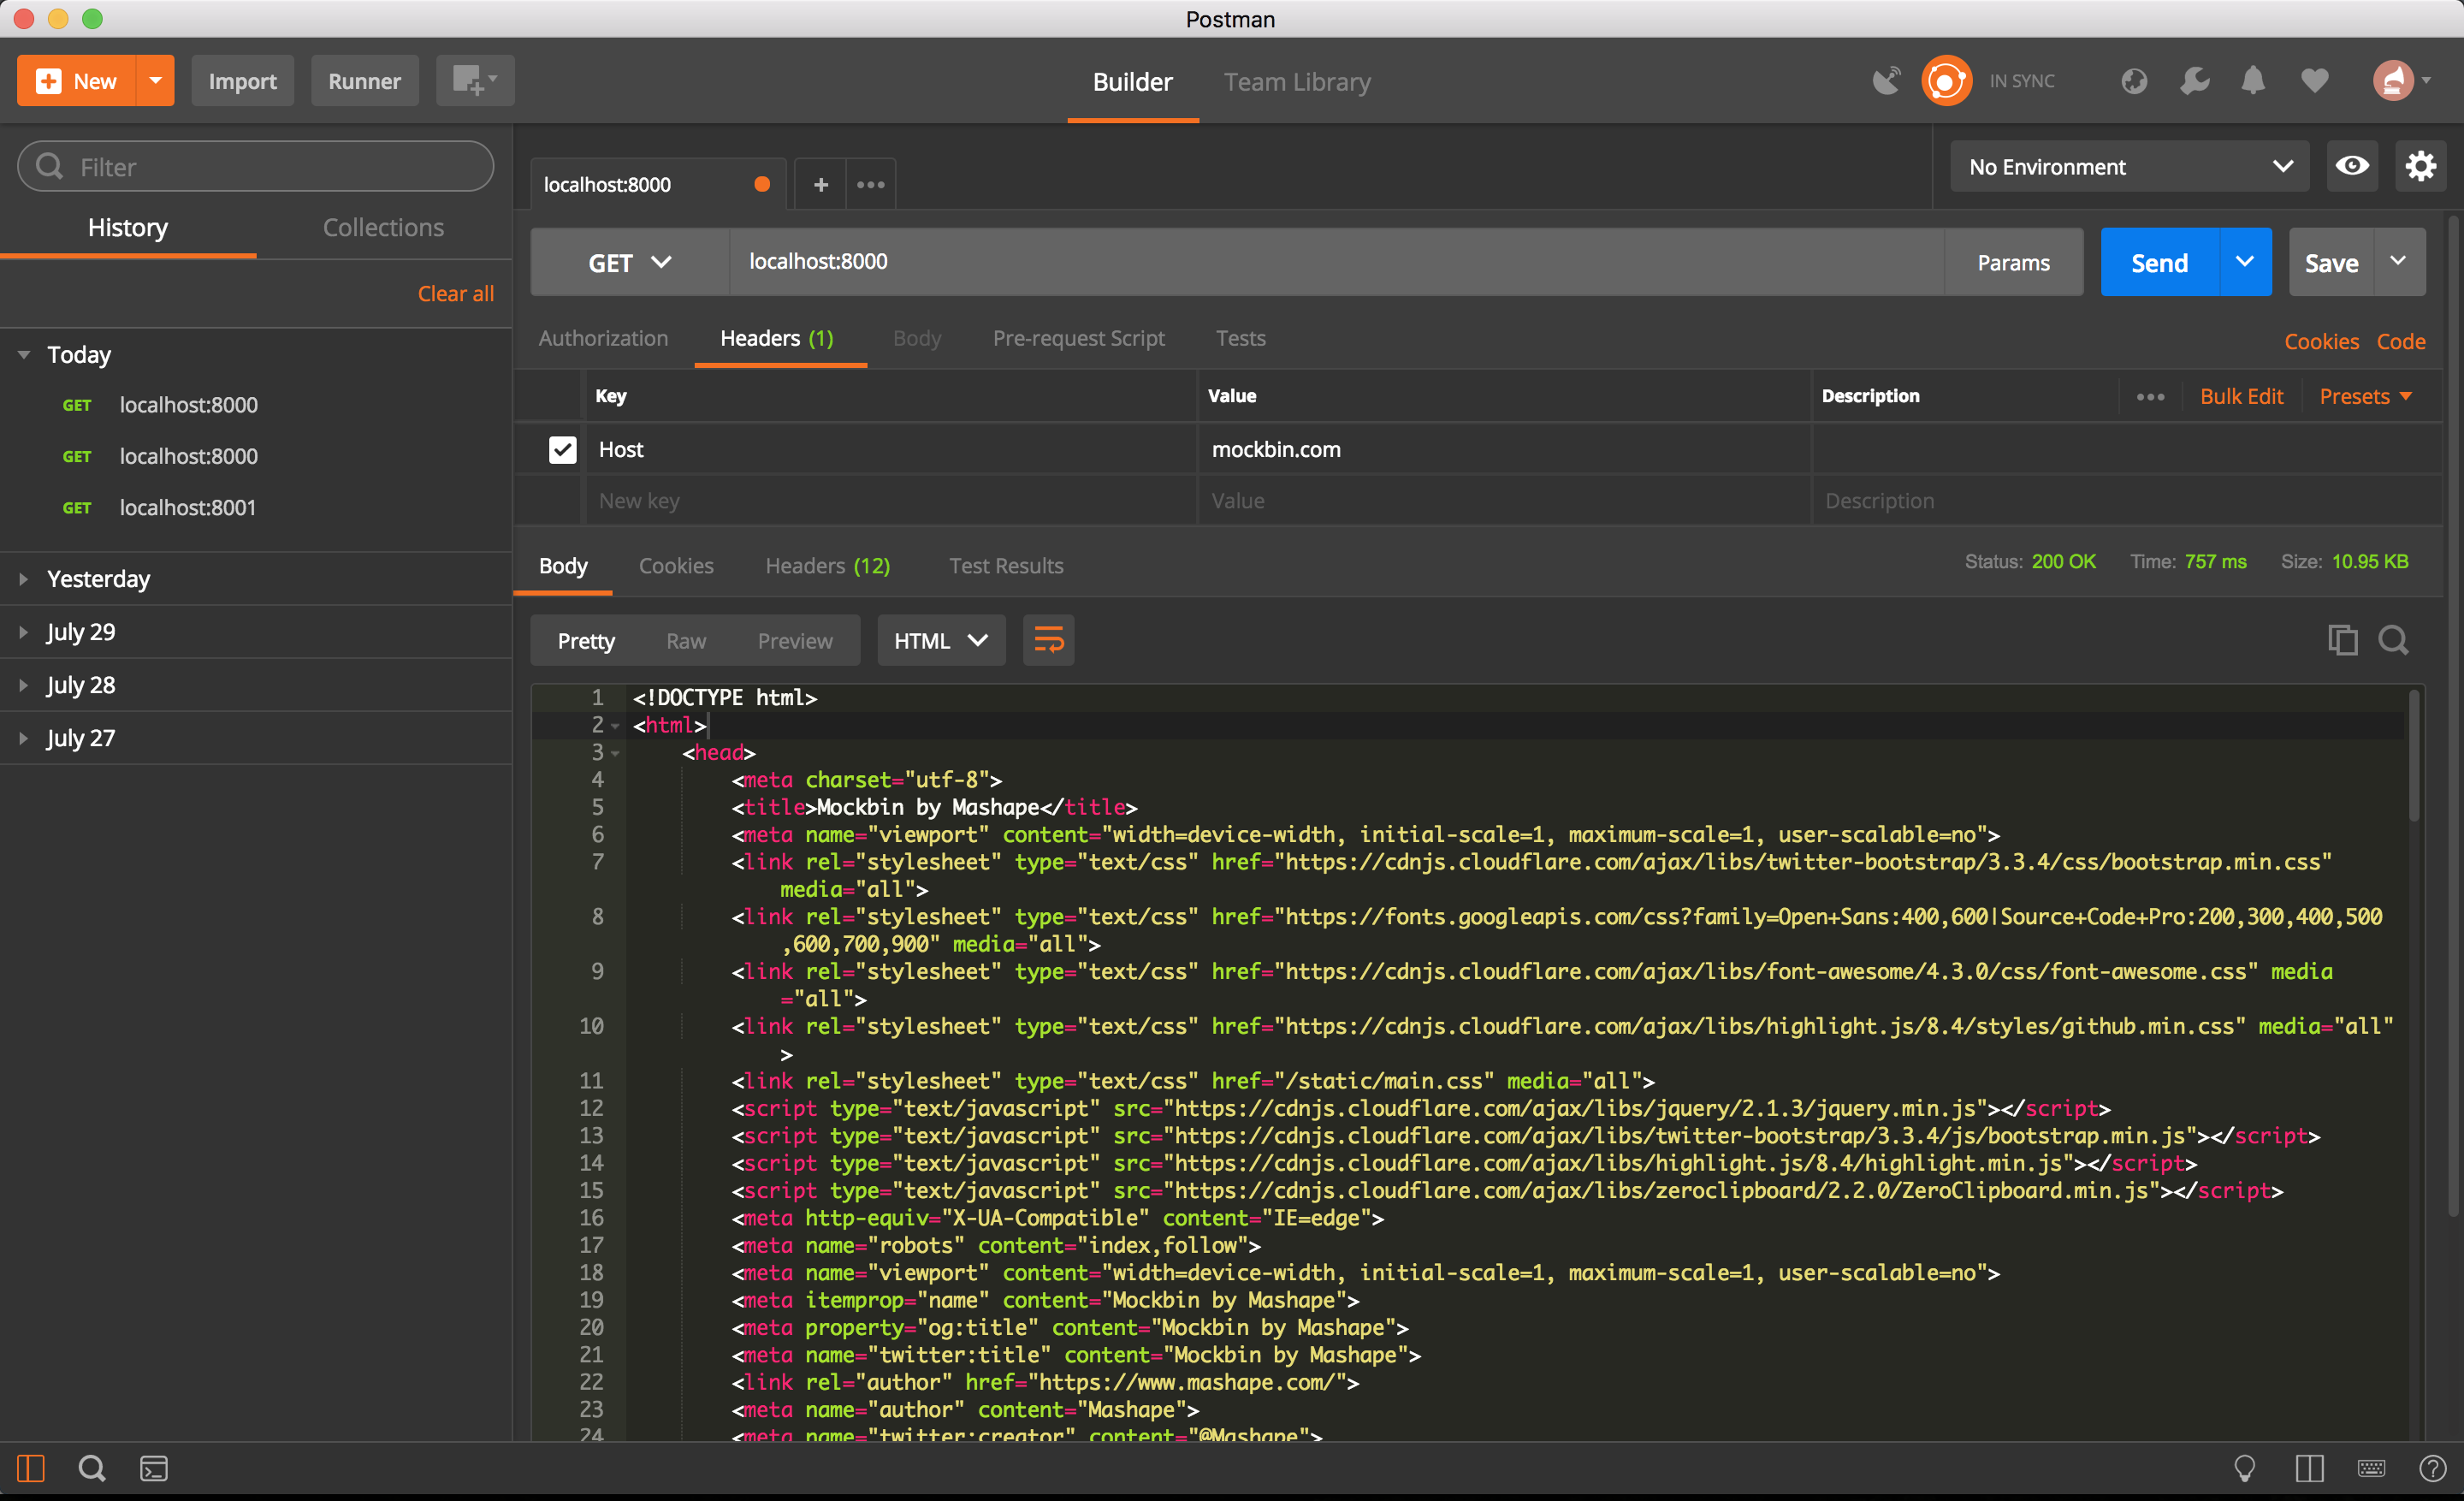 Postman
New Import Runner Builder Team Library IN SYNC
Filter
localhost:8000 + ••• No Environment
History Collections
Clear all
Today
GET localhost:8000
GET localhost:8000
GET localhost:8001
Yesterday
July 29
July 28
July 27
GET localhost:8000 Params Send Save
Authorization Headers (1) Body Pre-request Script Tests Cookies Code
Key Value Description ••• Bulk Edit Presets
Host mockbin.com
New key Value Description
Body Cookies Headers (12) Test Results Status: 200 OK Time: 757 ms Size: 10.95 KB
Pretty Raw Preview HTML
1 <!DOCTYPE html>
2 <html>
3 <head>
4 <meta charset="utf-8">
5 <title>Mockbin by Mashape</title>
6 <meta name="viewport" content="width=device-width, initial-scale=1, maximum-scale=1, user-scalable=no">
7 <link rel="stylesheet" type="text/css" href="https://cdnjs.cloudflare.com/ajax/libs/twitter-bootstrap/3.3.4/css/bootstrap.min.css"
media="all">
8 <link rel="stylesheet" type="text/css" href="https://fonts.googleapis.com/css?family=Open+Sans:400,600|Source+Code+Pro:200,300,400,500
,600,700,900" media="all">
9 <link rel="stylesheet" type="text/css" href="https://cdnjs.cloudflare.com/ajax/libs/font-awesome/4.3.0/css/font-awesome.css" media
="all">
10 <link rel="stylesheet" type="text/css" href="https://cdnjs.cloudflare.com/ajax/libs/highlight.js/8.4/styles/github.min.css" media="all"
>
11 <link rel="stylesheet" type="text/css" href="/static/main.css" media="all">
12 <script type="text/javascript" src="https://cdnjs.cloudflare.com/ajax/libs/jquery/2.1.3/jquery.min.js"></script>
13 <script type="text/javascript" src="https://cdnjs.cloudflare.com/ajax/libs/twitter-bootstrap/3.3.4/js/bootstrap.min.js"></script>
14 <script type="text/javascript" src="https://cdnjs.cloudflare.com/ajax/libs/highlight.js/8.4/highlight.min.js"></script>
15 <script type="text/javascript" src="https://cdnjs.cloudflare.com/ajax/libs/zeroclipboard/2.2.0/ZeroClipboard.min.js"></script>
16 <meta http-equiv="X-UA-Compatible" content="IE=edge">
17 <meta name="robots" content="index,follow">
18 <meta name="viewport" content="width=device-width, initial-scale=1, maximum-scale=1, user-scalable=no">
19 <meta itemprop="name" content="Mockbin by Mashape">
20 <meta property="og:title" content="Mockbin by Mashape">
21 <meta name="twitter:title" content="Mockbin by Mashape">
22 <link rel="author" href="https://www.mashape.com/">
23 <meta name="author" content="Mashape">
24 <meta name="twitter:creator" content="@Mashape">